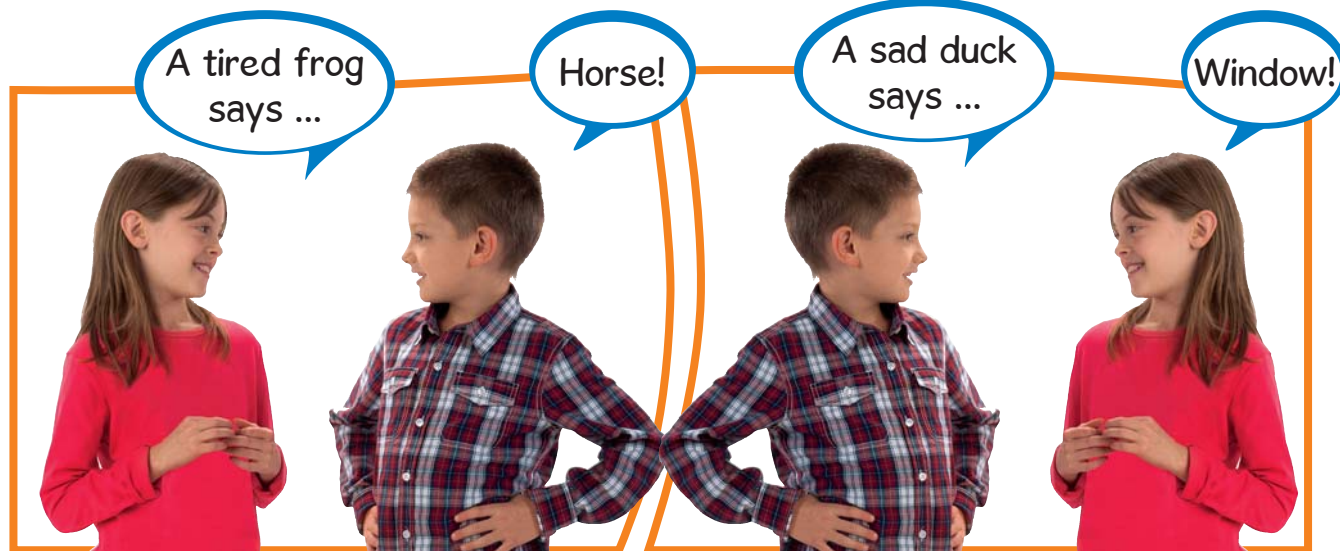 A tired frog
says ...
Horse!
A sad duck
says ...
Window!